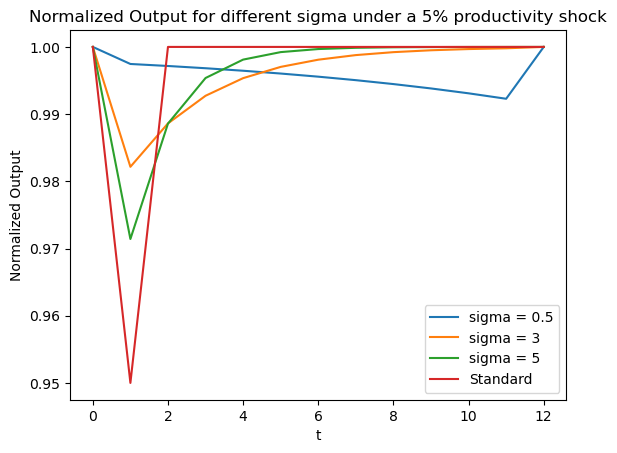 Normalized Output for different sigma under a 5% productivity shock
Normalized Output
1.00
0.99
0.98
0.97
0.96
0.95
0
2
4
6
8
10
12
t
sigma = 0.5
sigma = 3
sigma = 5
Standard